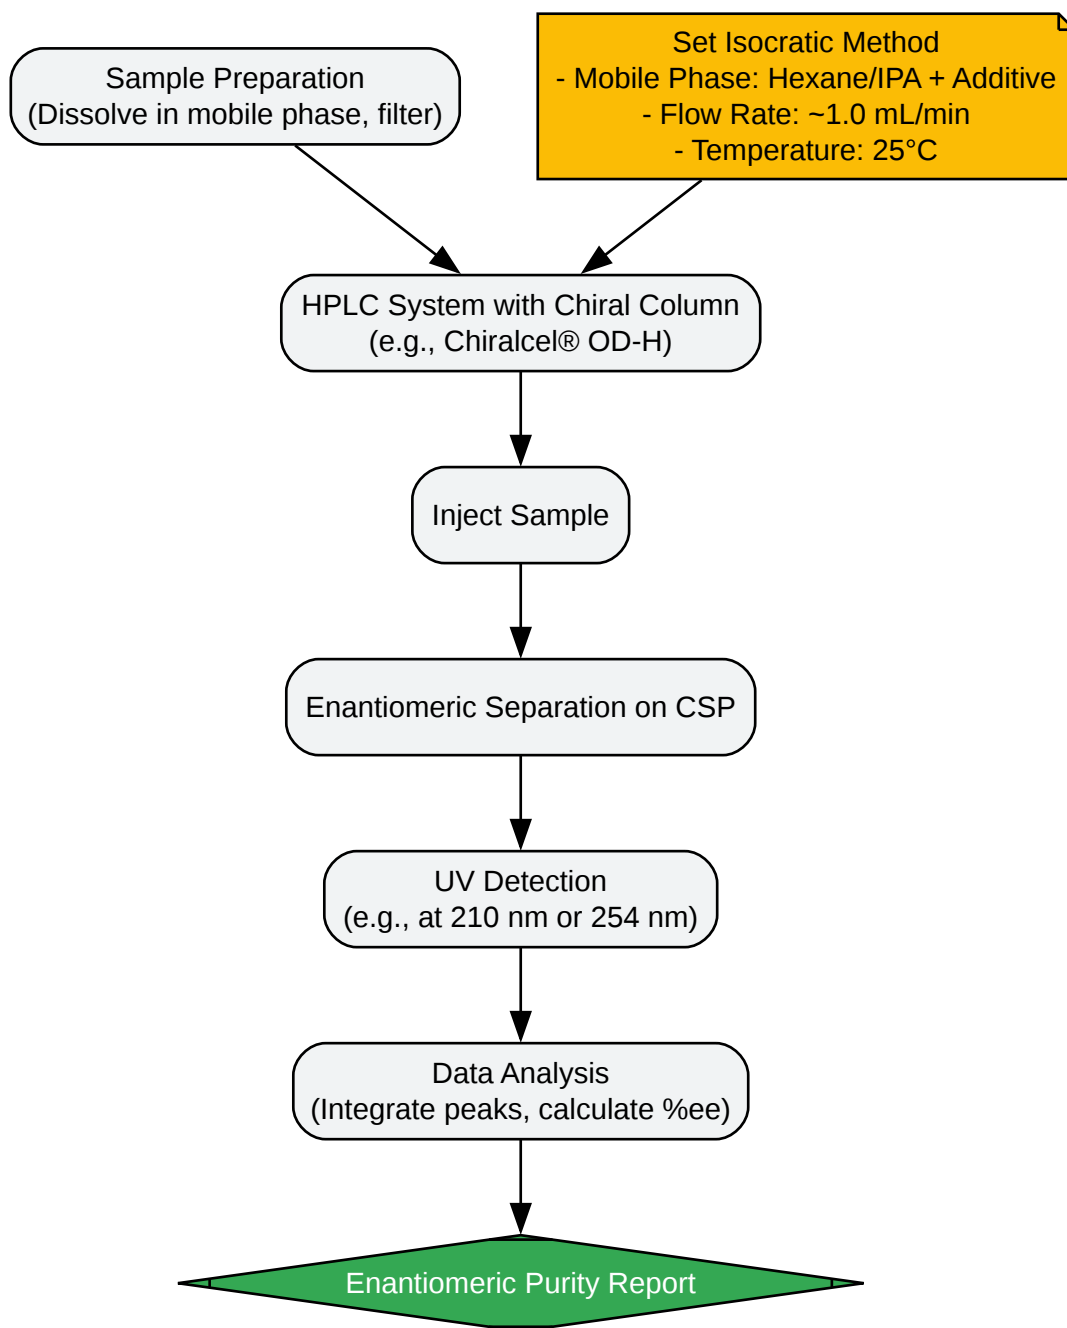 Sample Preparation
(Dissolve in mobile phase, filter)
Set Isocratic Method
- Mobile Phase: Hexane/IPA + Additive
- Flow Rate: ~1.0 mL/min
- Temperature: 25°C
HPLC System with Chiral Column
(e.g., Chiralcel® OD-H)
Inject Sample
Enantiomeric Separation on CSP
UV Detection
(e.g., at 210 nm or 254 nm)
Data Analysis
(Integrate peaks, calculate %ee)
Enantiomeric Purity Report